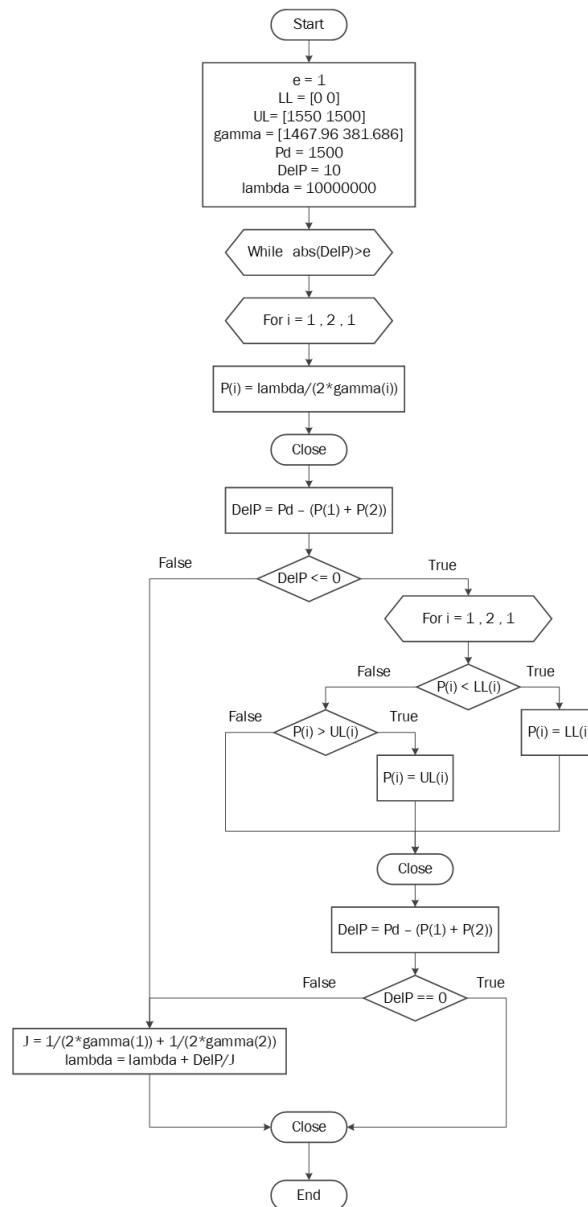 Start
e = 1
LL = [0 0]
UL= [1550 1500]
gamma = [1467.96 381.686]
Pd = 1500
DelP = 10
lambda = 10000000
While abs(DelP)>e
For i = 1 , 2 , 1
P(i) = lambda/(2*gamma(i))
Close
DelP = Pd – (P(1) + P(2))
False
True
DelP <= 0
For i = 1 , 2 , 1
False
True
P(i) < LL(i)
False
True
P(i) > UL(i)
P(i) = LL(i)
P(i) = UL(i)
Close
DelP = Pd – (P(1) + P(2))
False
True
DelP == 0
J = 1/(2*gamma(1)) + 1/(2*gamma(2))
lambda = lambda + DelP/J
Close
End